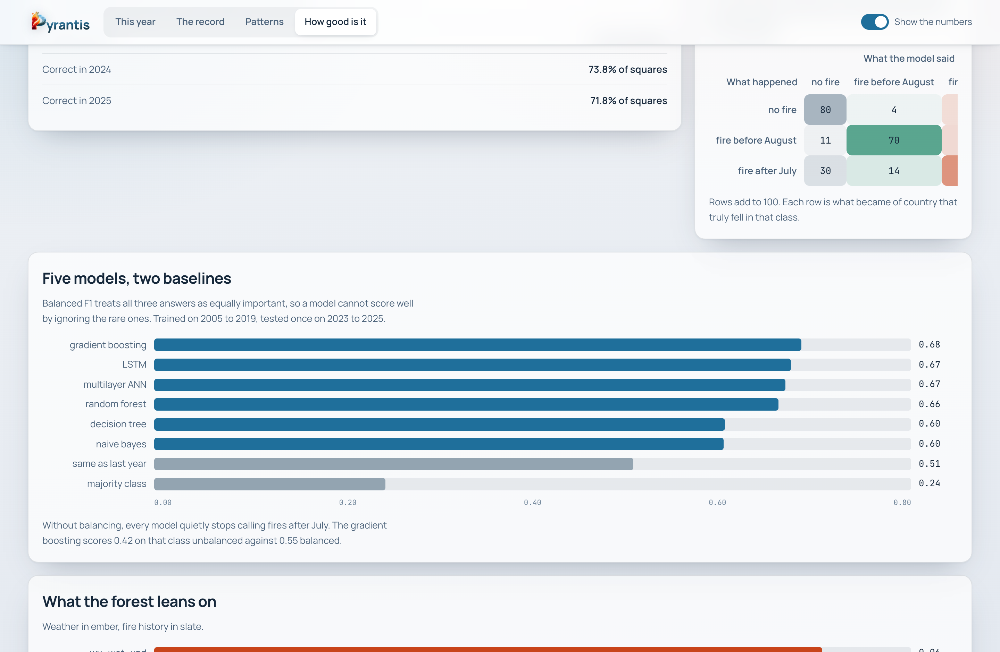 Pyrantis
This year
The record
Patterns
How good is it
Show the numbers
Correct in 2024
73.8% of squares
Correct in 2025
71.8% of squares
What the model said
What happened no fire fire before August fir
no fire 80 4
fire before August 11 70
fire after July 30 14
Rows add to 100. Each row is what became of country that
truly fell in that class.
Five models, two baselines
Balanced F1 treats all three answers as equally important, so a model cannot score well
by ignoring the rare ones. Trained on 2005 to 2019, tested once on 2023 to 2025.
gradient boosting 0.68
LSTM 0.67
multilayer ANN 0.67
random forest 0.66
decision tree 0.60
naive bayes 0.60
same as last year 0.51
majority class 0.24
0.00 0.20 0.40 0.60 0.80
Without balancing, every model quietly stops calling fires after July. The gradient
boosting scores 0.42 on that class unbalanced against 0.55 balanced.
What the forest leans on
Weather in ember, fire history in slate.